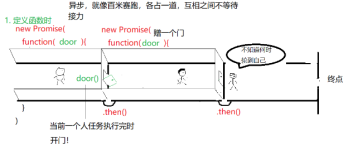 异步，就像百米赛跑，各占一道，互相之间不等待
接力
1. 定义函数时
new Promise(
function( door ){
new Promise( 赠一个门
function( door ){
不知福何时
轮到自己
door()
终点
.then()
.then()
}
)
当前一个人任务执行完时
开门！